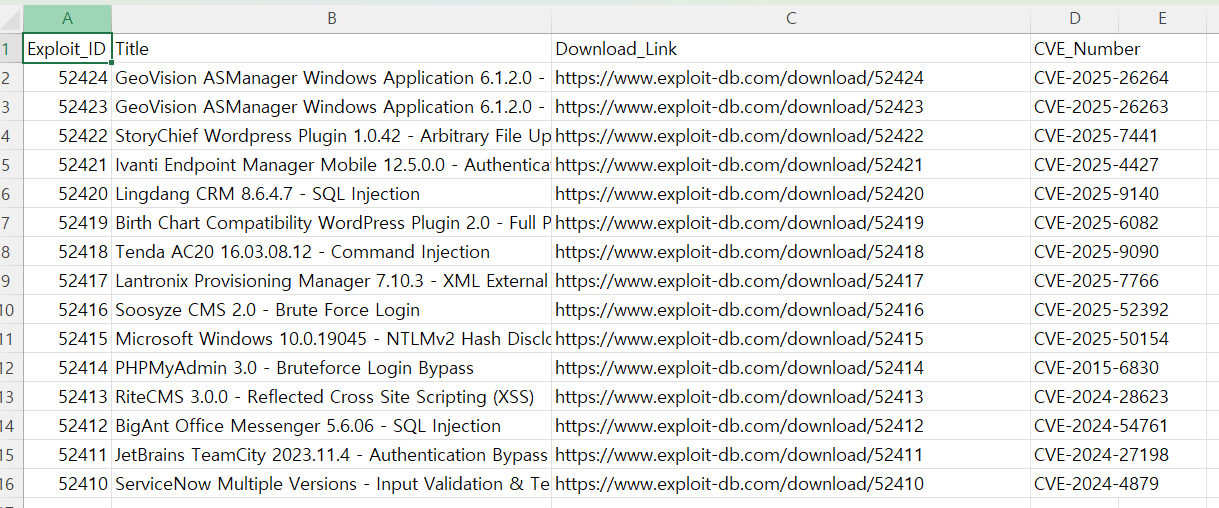 A B C D E
1 Exploit_ID Title Download_Link CVE_Number
2 52424 GeoVision ASManager Windows Application 6.1.2.0 - https://www.exploit-db.com/download/52424 CVE-2025-26264
3 52423 GeoVision ASManager Windows Application 6.1.2.0 - https://www.exploit-db.com/download/52423 CVE-2025-26263
4 52422 StoryChief Wordpress Plugin 1.0.42 - Arbitrary File Up https://www.exploit-db.com/download/52422 CVE-2025-7441
5 52421 Ivanti Endpoint Manager Mobile 12.5.0.0 - Authentica https://www.exploit-db.com/download/52421 CVE-2025-4427
6 52420 Lingdang CRM 8.6.4.7 - SQL Injection https://www.exploit-db.com/download/52420 CVE-2025-9140
7 52419 Birth Chart Compatibility WordPress Plugin 2.0 - Full P https://www.exploit-db.com/download/52419 CVE-2025-6082
8 52418 Tenda AC20 16.03.08.12 - Command Injection https://www.exploit-db.com/download/52418 CVE-2025-9090
9 52417 Lantronix Provisioning Manager 7.10.3 - XML External https://www.exploit-db.com/download/52417 CVE-2025-7766
10 52416 Soosyze CMS 2.0 - Brute Force Login https://www.exploit-db.com/download/52416 CVE-2025-52392
11 52415 Microsoft Windows 10.0.19045 - NTLMv2 Hash Disclo https://www.exploit-db.com/download/52415 CVE-2025-50154
12 52414 PHPMyAdmin 3.0 - Bruteforce Login Bypass https://www.exploit-db.com/download/52414 CVE-2015-6830
13 52413 RiteCMS 3.0.0 - Reflected Cross Site Scripting (XSS) https://www.exploit-db.com/download/52413 CVE-2024-28623
14 52412 BigAnt Office Messenger 5.6.06 - SQL Injection https://www.exploit-db.com/download/52412 CVE-2024-54761
15 52411 JetBrains TeamCity 2023.11.4 - Authentication Bypass https://www.exploit-db.com/download/52411 CVE-2024-27198
16 52410 ServiceNow Multiple Versions - Input Validation & Te https://www.exploit-db.com/download/52410 CVE-2024-4879